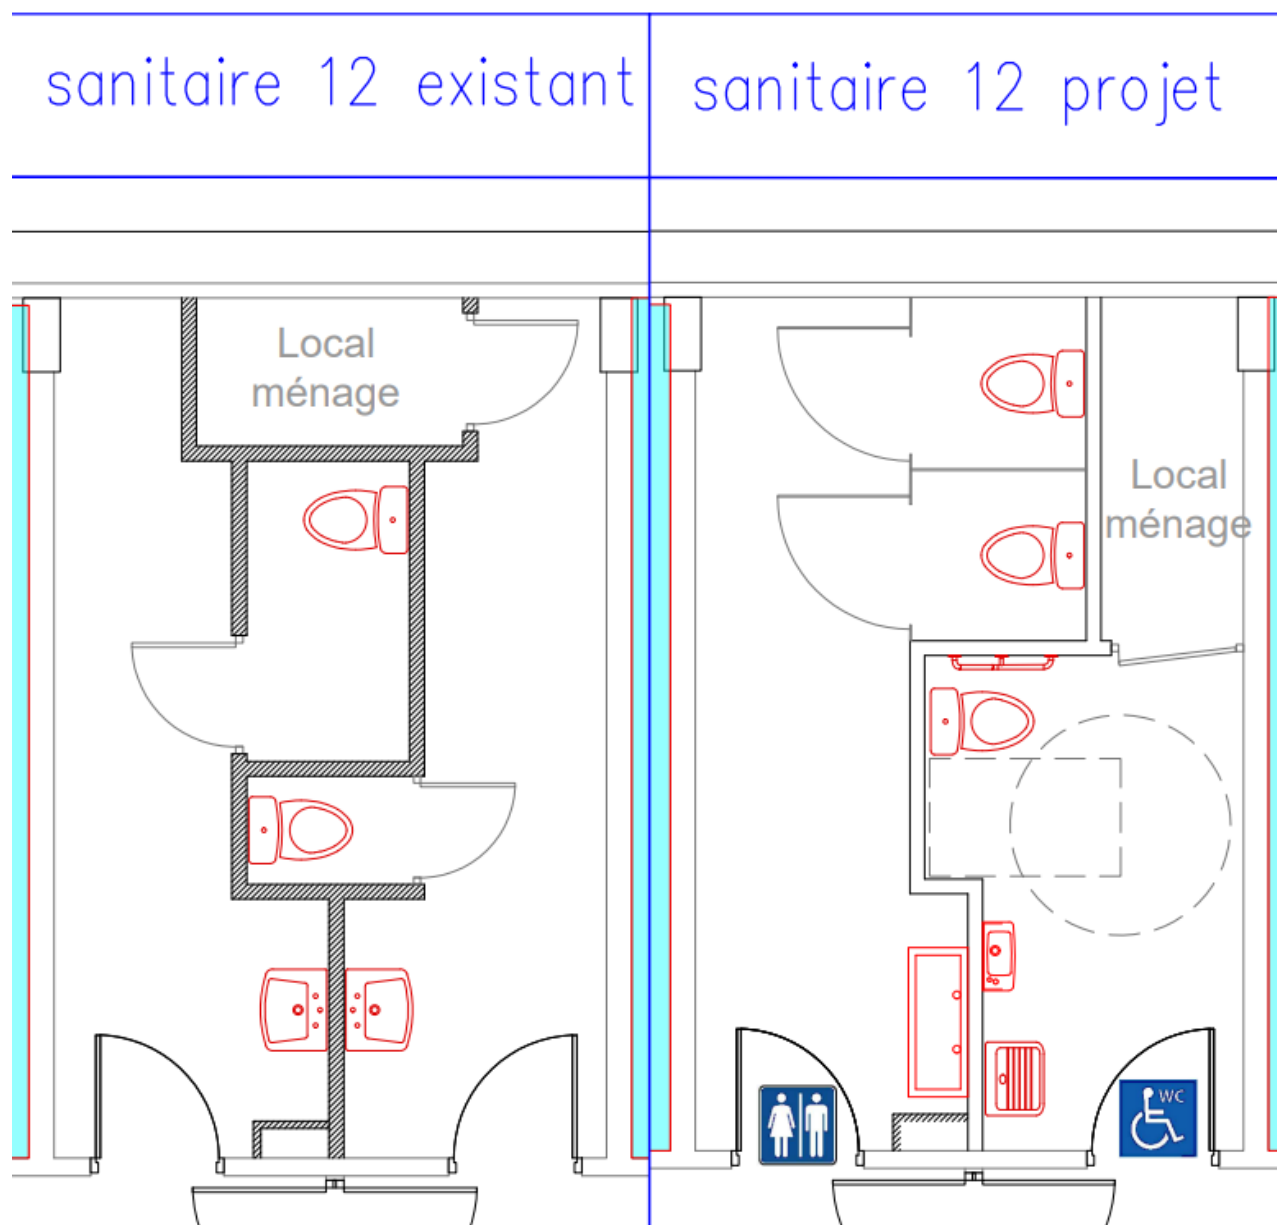 sanitaire 12 existant
sanitaire 12 projet
Local
ménage
Local
ménage
WC